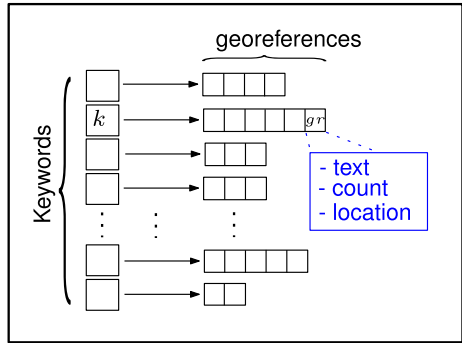 georeferences
Keywords
k
gr
- text
- count
- location